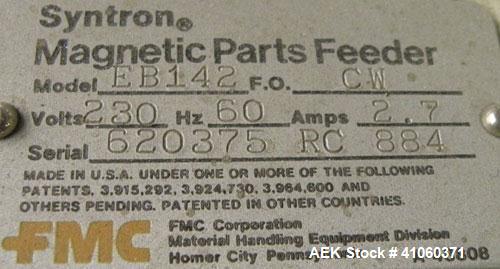 Syntron®
Magnetic Parts Feeder
Model EB142 F.O. CW
Volts 230 Hz 60 Amps 2.7
Serial 620375 RC 884
MADE IN U.S.A. UNDER ONE OR MORE OF THE FOLLOWING
PATENTS. 3,915,292, 3,924,730, 3,964,600 AND
OTHERS PENDING. PATENTED IN OTHER COUNTRIES.
FMC
FMC Corporation
Material Handling Equipment Division
Homer City
AEK Stock # 41060371